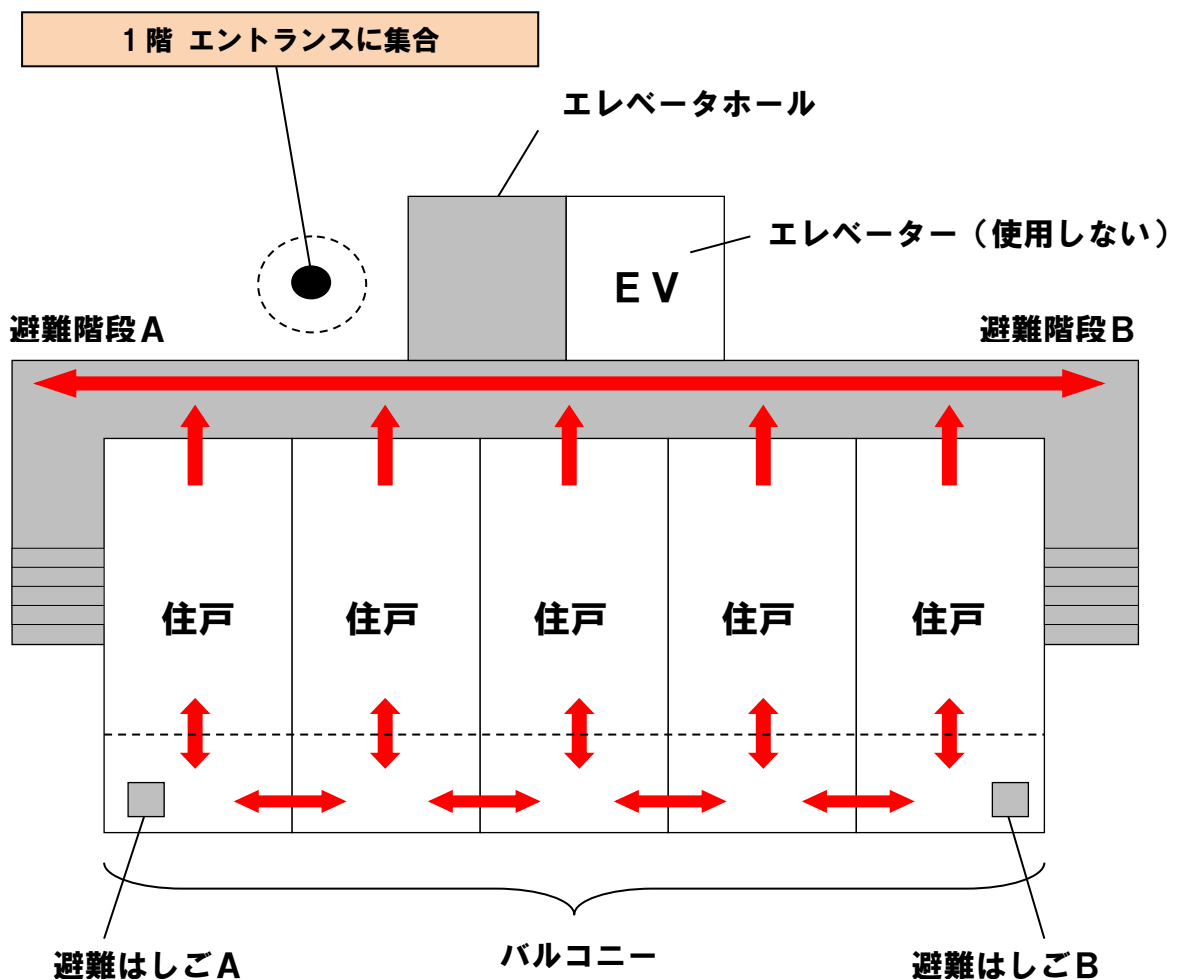 1階 エントランスに集合
エレベータホール
エレベーター（使用しない）
ＥＶ
避難階段Ａ
避難階段Ｂ
住戸
住戸
住戸
住戸
住戸
避難はしごＡ
バルコニー
避難はしごＢ